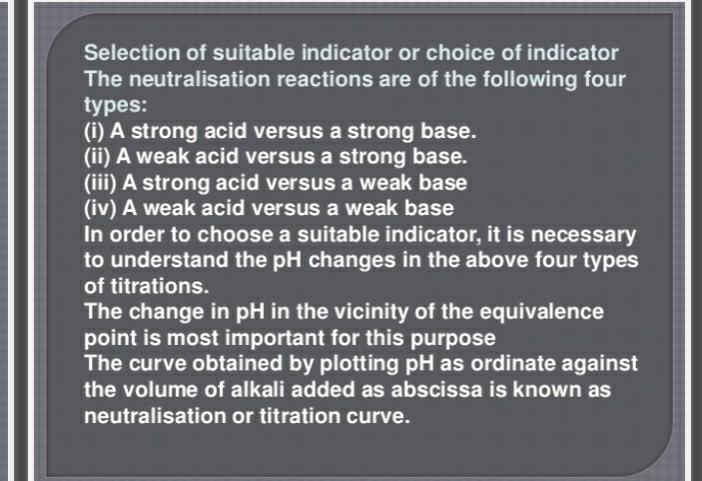 Selection of suitable indicator or choice of indicator
The neutralisation reactions are of the following four
types:
(i) A strong acid versus a strong base.
(ii) A weak acid versus a strong base.
(iii) A strong acid versus a weak base
(iv) A weak acid versus a weak base
In order to choose a suitable indicator, it is necessary
to understand the pH changes in the above four types
of titrations.
The change in pH in the vicinity of the equivalence
point is most important for this purpose
The curve obtained by plotting pH as ordinate against
the volume of alkali added as abscissa is known as
neutralisation or titration curve.